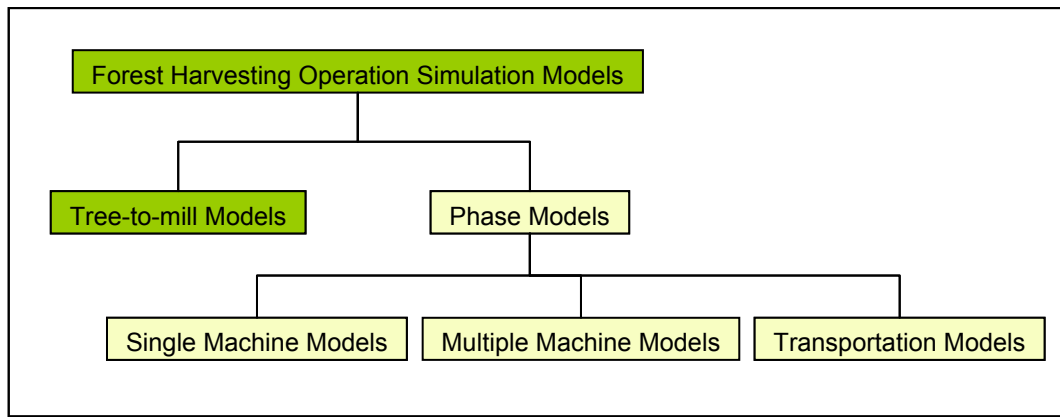 Forest Harvesting Operation Simulation Models
Tree-to-mill Models
Phase Models
Single Machine Models
Multiple Machine Models
Transportation Models